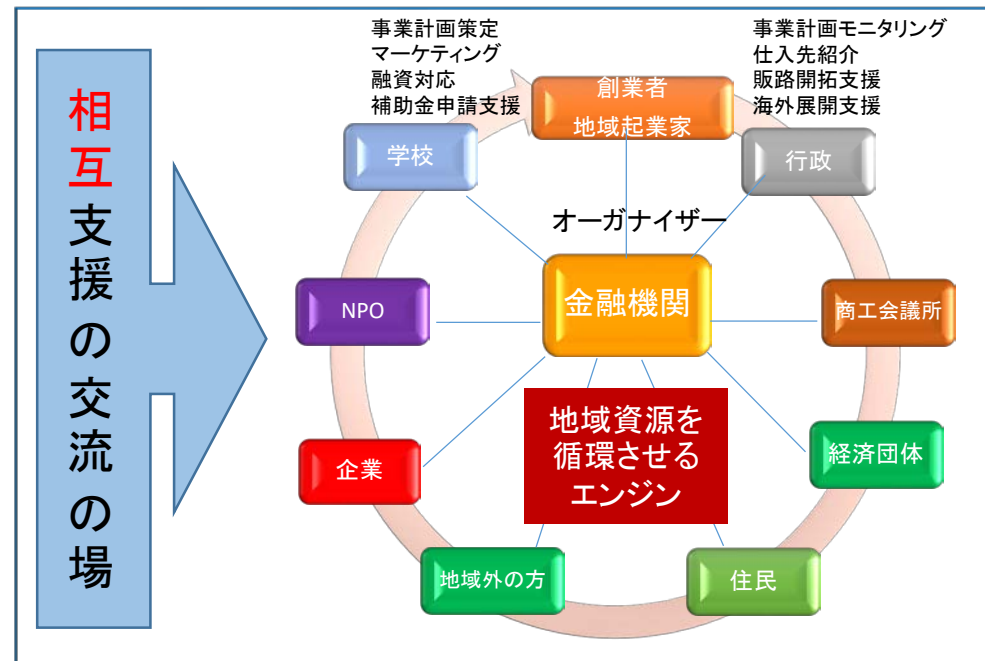 相互支援の交流の場
事業計画策定
マーケティング
融資対応
補助金申請支援
事業計画モニタリング
仕入先紹介
販路開拓支援
海外展開支援
創業者
地域起業家
学校
行政
オーガナイザー
金融機関
NPO
商工会議所
地域資源を
循環させる
エンジン
企業
経済団体
地域外の方
住民